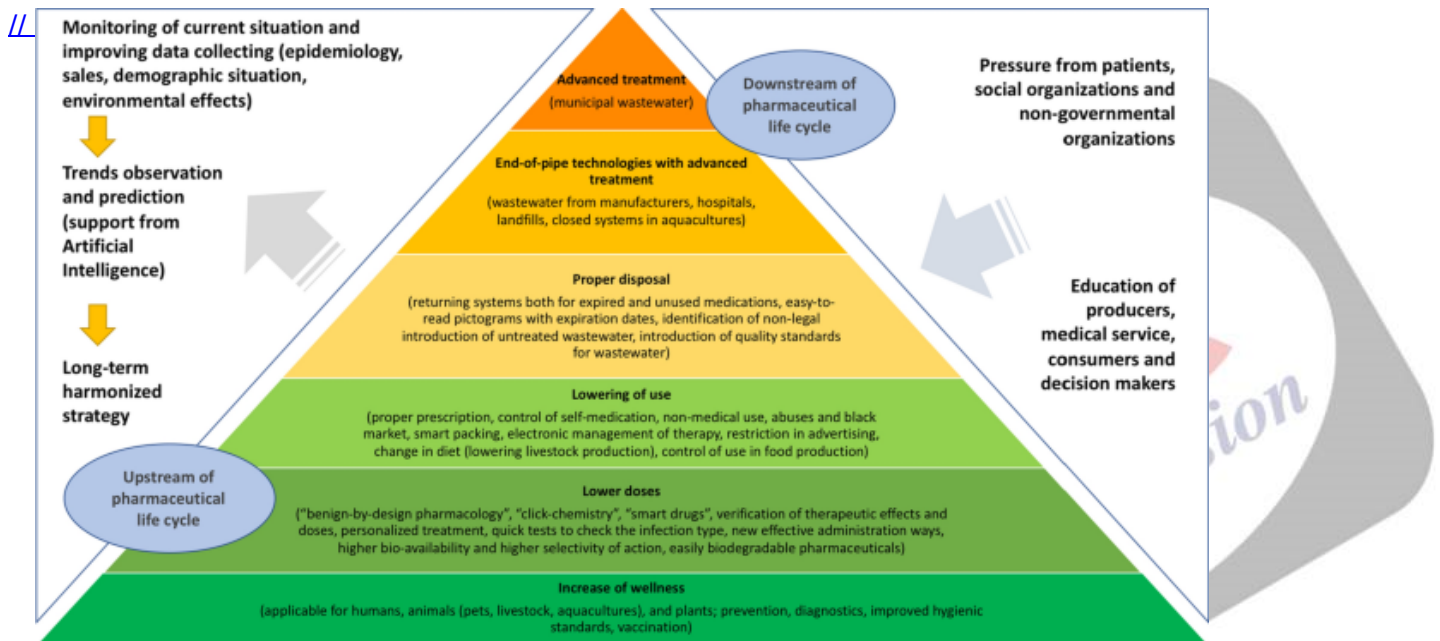 //
Monitoring of current situation and
improving data collecting (epidemiology,
sales, demographic situation,
environmental effects)
Trends observation
and prediction
(support from
Artificial
Intelligence)
Long-term
harmonized
strategy
Upstream of
pharmaceutical
life cycle
Advanced treatment
(municipal wastewater)
End-of-pipe technologies with advanced
treatment
(wastewater from manufacturers, hospitals,
landfills, closed systems in aquacultures)
Proper disposal
(returning systems both for expired and unused medications, easy-to-
read pictograms with expiration dates, identification of non-legal
introduction of untreated wastewater, introduction of quality standards
for wastewater)
Lowering of use
(proper prescription, control of self-medication, non-medical use, abuses and black
market, smart packing, electronic management of therapy, restriction in advertising,
change in diet (lowering livestock production), control of use in food production)
Lower doses
("benign-by-design pharmacology", "click-chemistry", "smart drugs", verification of therapeutic effects and
doses, personalized treatment, quick tests to check the infection type, new effective administration ways,
higher bio-availability and higher selectivity of action, easily biodegradable pharmaceuticals)
Increase of wellness
(applicable for humans, animals (pets, livestock, aquacultures), and plants; prevention, diagnostics, improved hygienic
standards, vaccination)
Downstream of
pharmaceutical
life cycle
Pressure from patients,
social organizations and
non-governmental
organizations
Education of
producers,
medical service,
consumers and
decision makers